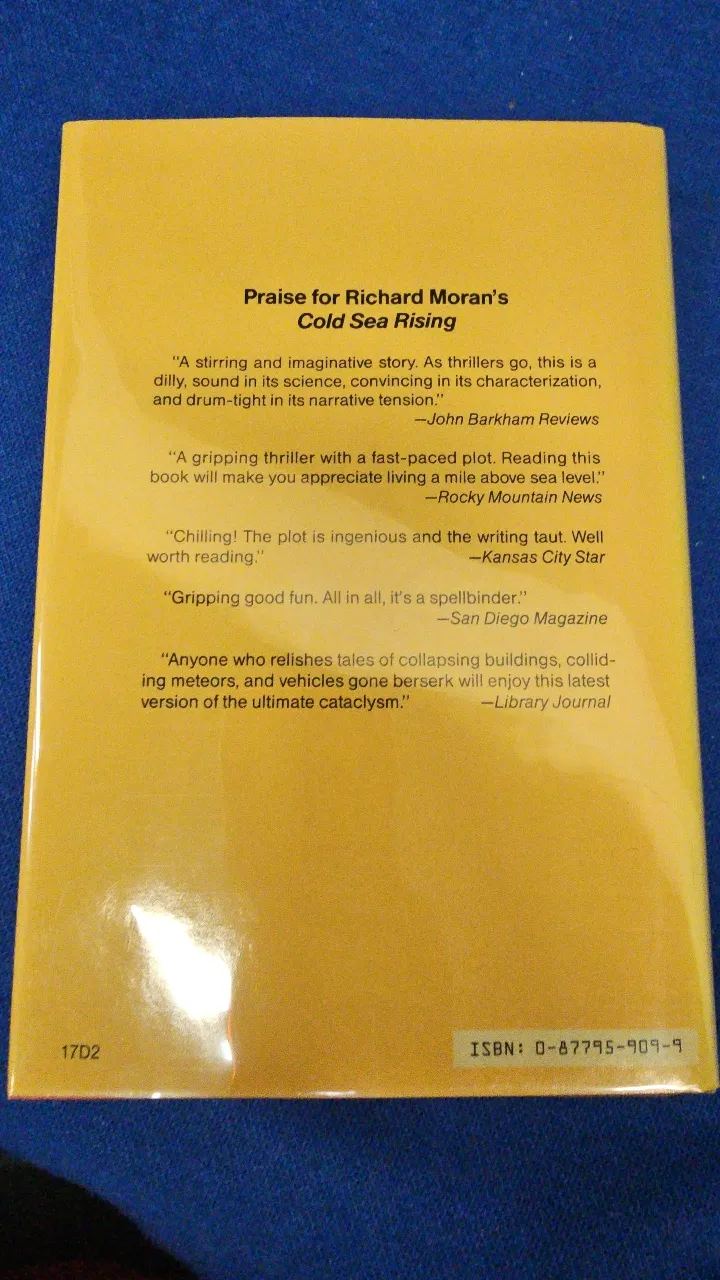 Praise for Richard Moran's
Cold Sea Rising
"A stirring and imaginative story. As thrillers go, this is a
dilly, sound in its science, convincing in its characterization,
and drum-tight in its narrative tension."
—John Barkham Reviews
"A gripping thriller with a fast-paced plot. Reading this
book will make you appreciate living a mile above sea level."
—Rocky Mountain News
"Chilling! The plot is ingenious and the writing taut. Well
worth reading." —Kansas City Star
"Gripping good fun. All in all, it's a spellbinder."
—San Diego Magazine
"Anyone who relishes tales of collapsing buildings, collid-
ing meteors, and vehicles gone berserk will enjoy this latest
version of the ultimate cataclysm." —Library Journal
17D2
ISBN: 0-87795-909-9